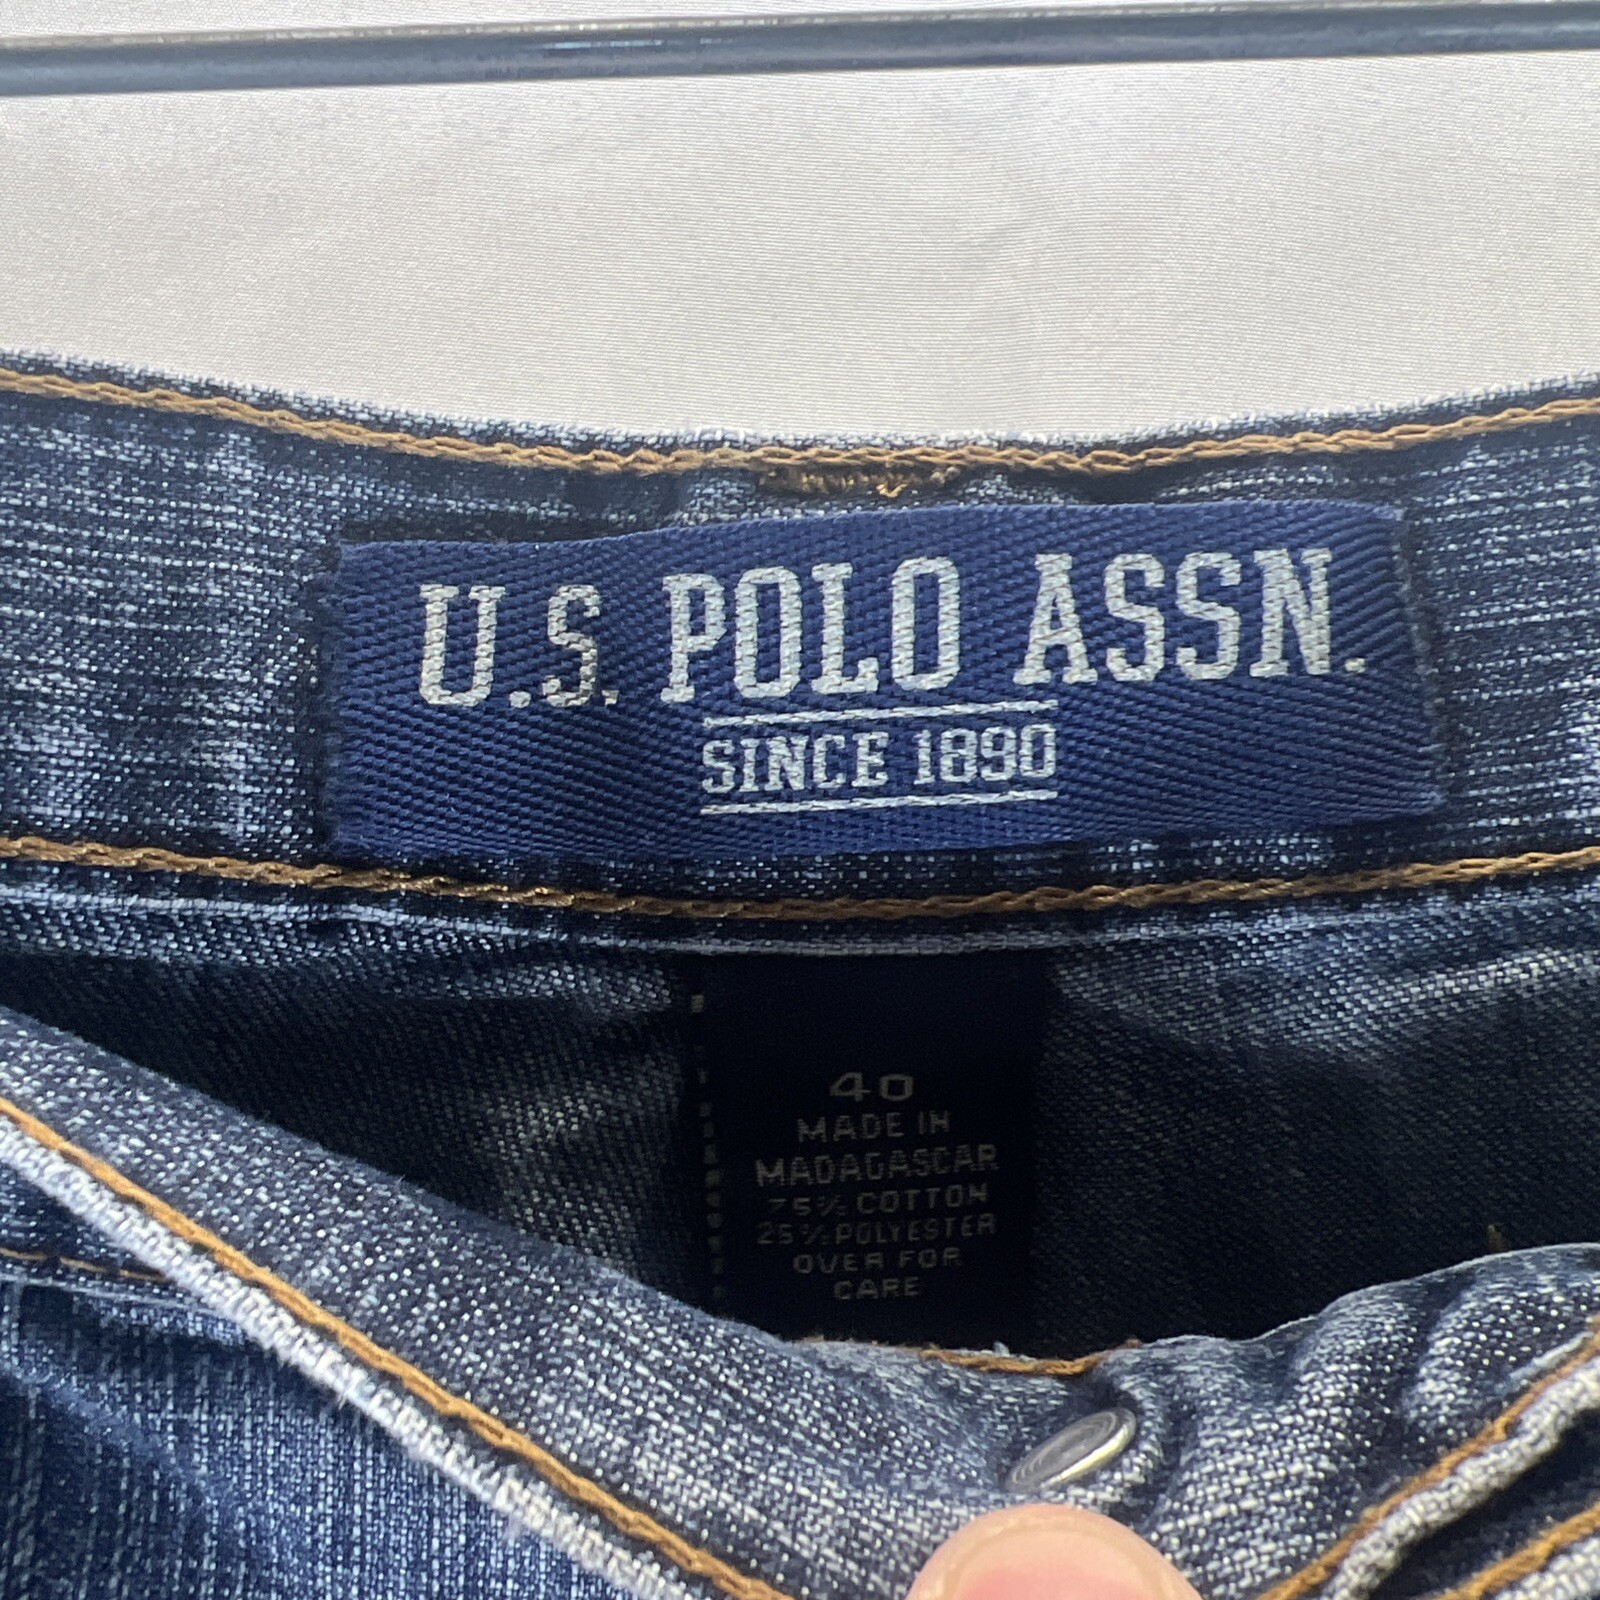 U.S. POLO ASSN.
SINCE 1890
40
MADE IN
MADAGASCAR
75% COTTON
25% POLYESTER
OVER FOR
CARE